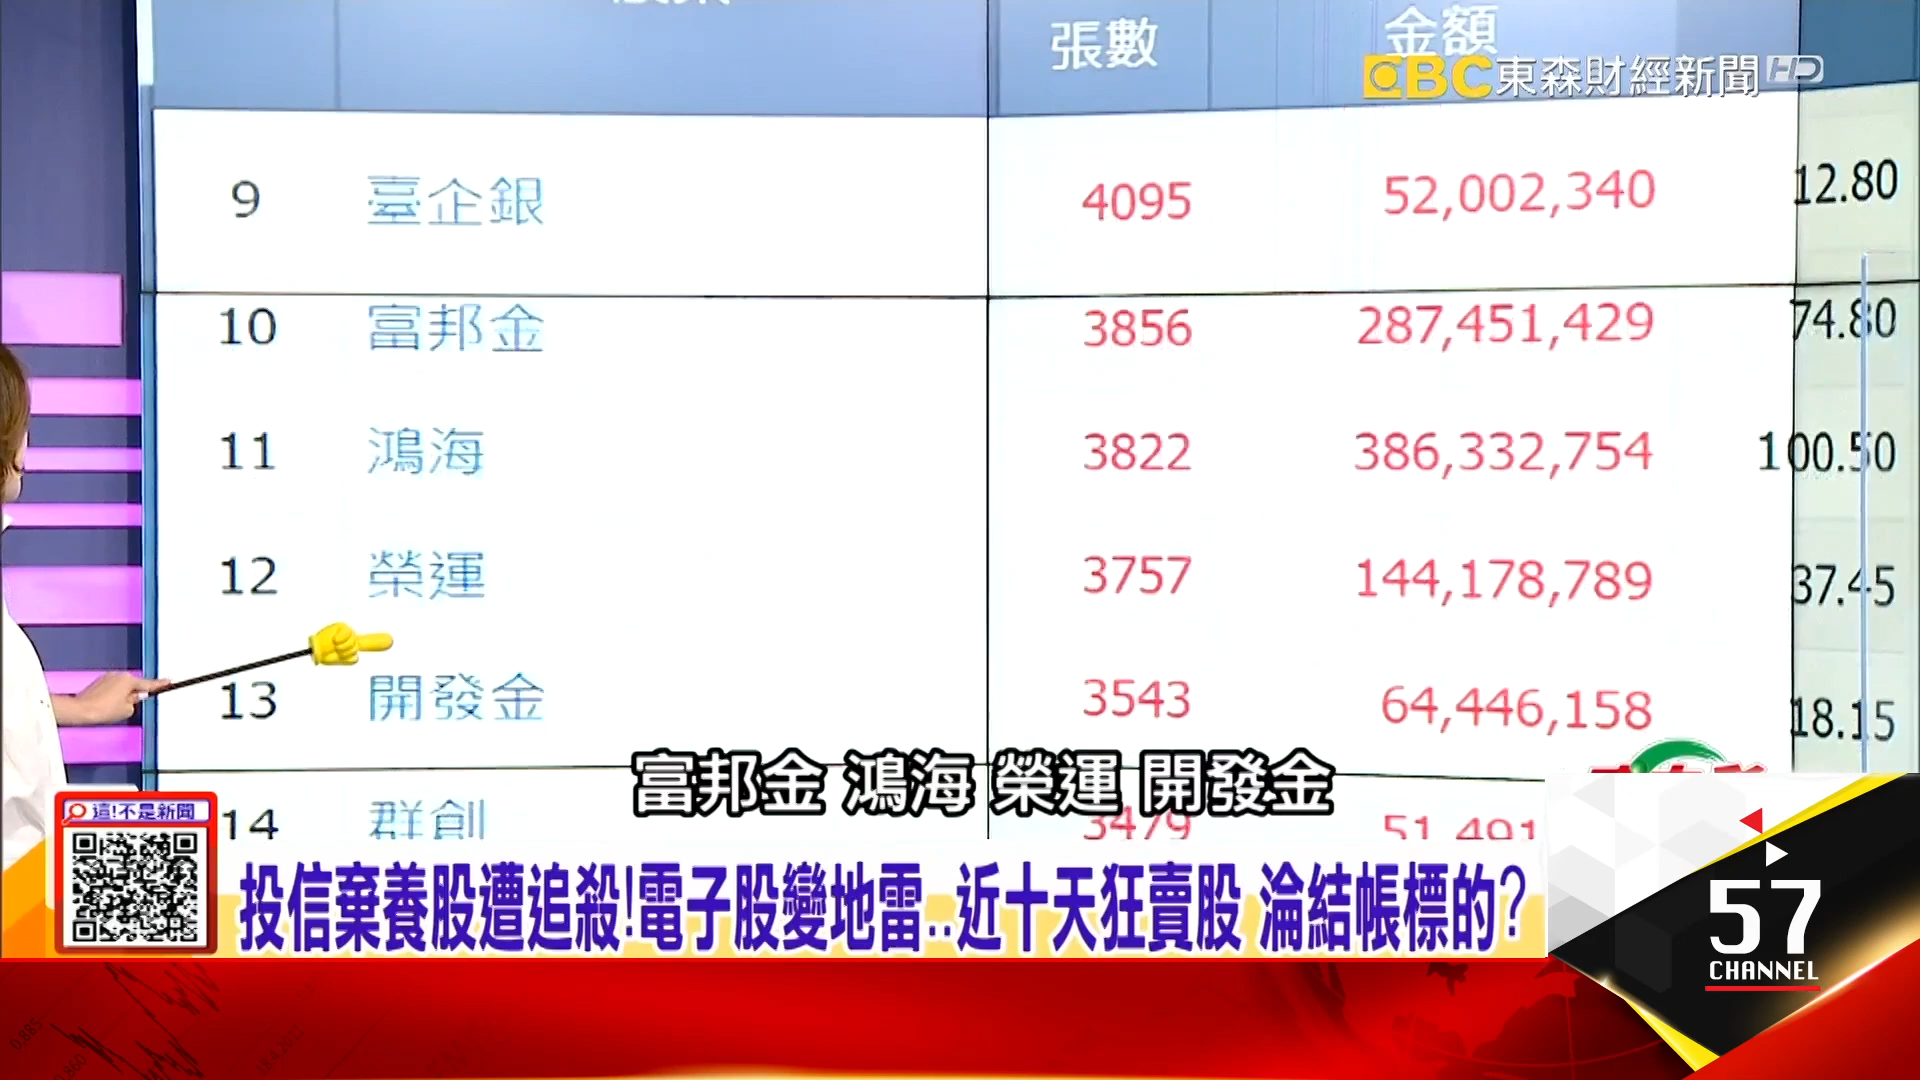 張數 金額
EBC 東森財經新聞 HD
9 臺企銀 4095 52,002,340 12.80
10 富邦金 3856 287,451,429 74.80
11 鴻海 3822 386,332,754 100.50
12 榮運 3757 144,178,789 37.45
13 開發金 3543 64,446,158 18.15
富邦金 鴻海 榮運 開發金
14 群創 3479 51,491
這!不是新聞
投信棄養股遭追殺!電子股變地雷..近十天狂賣股 淪結帳標的?
57
CHANNEL